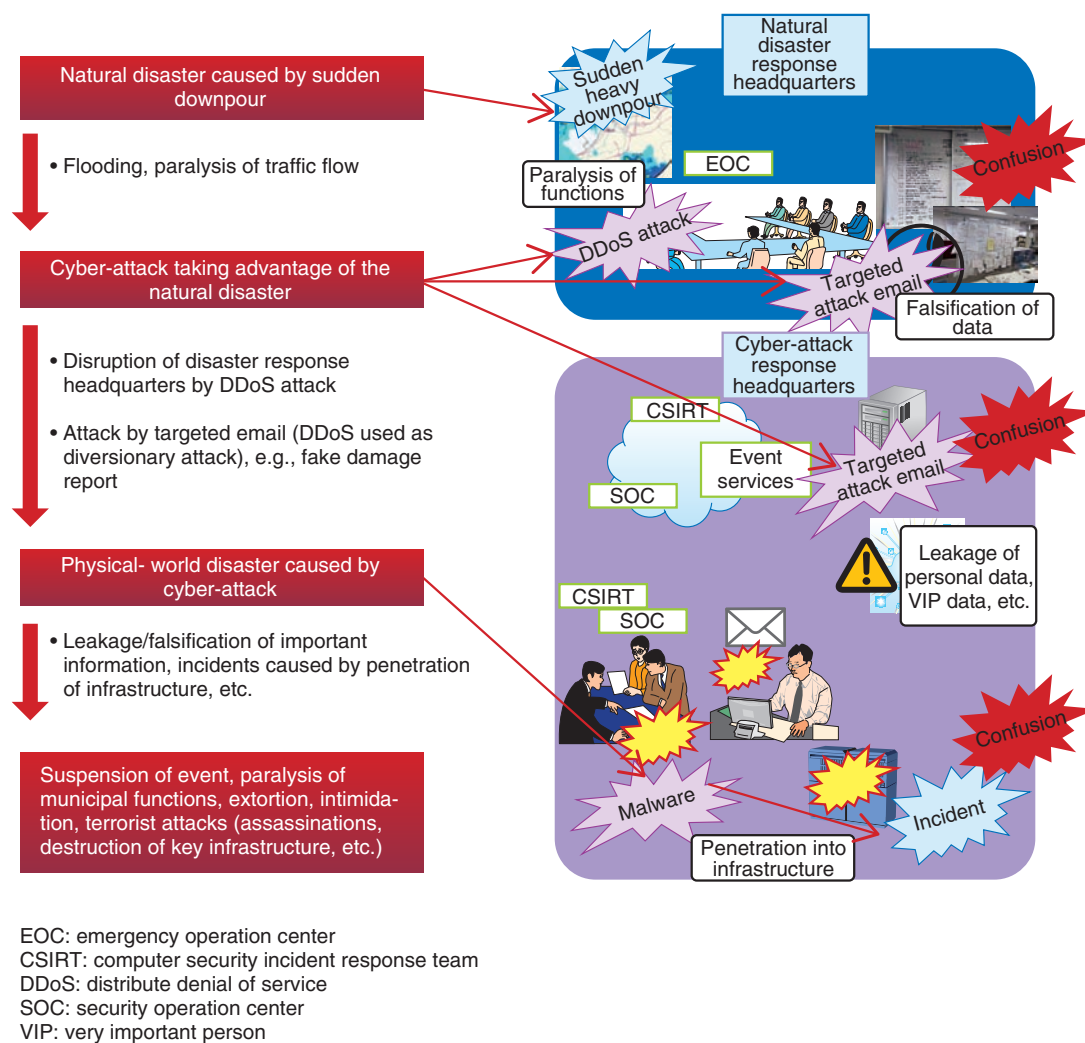 Natural disaster caused by sudden
downpour
• Flooding, paralysis of traffic flow
Cyber-attack taking advantage of the
natural disaster
• Disruption of disaster response
headquarters by DDoS attack
• Attack by targeted email (DDoS used as
diversionary attack), e.g., fake damage
report
Physical- world disaster caused by
cyber-attack
• Leakage/falsification of important
information, incidents caused by penetration
of infrastructure, etc.
Suspension of event, paralysis of
municipal functions, extortion, intimida-
tion, terrorist attacks (assassinations,
destruction of key infrastructure, etc.)
Natural
disaster
response
headquarters
Sudden
heavy
downpour
EOC
Confusion
Paralysis of
functions
DDoS attack
Targeted
attack email
Falsification of
data
Cyber-attack
response
headquarters
CSIRT
Event
services
SOC
Targeted
attack email
Confusion
Leakage of
personal data,
VIP data, etc.
CSIRT
SOC
Confusion
Malware
Incident
Penetration into
infrastructure
EOC: emergency operation center
CSIRT: computer security incident response team
DDoS: distribute denial of service
SOC: security operation center
VIP: very important person